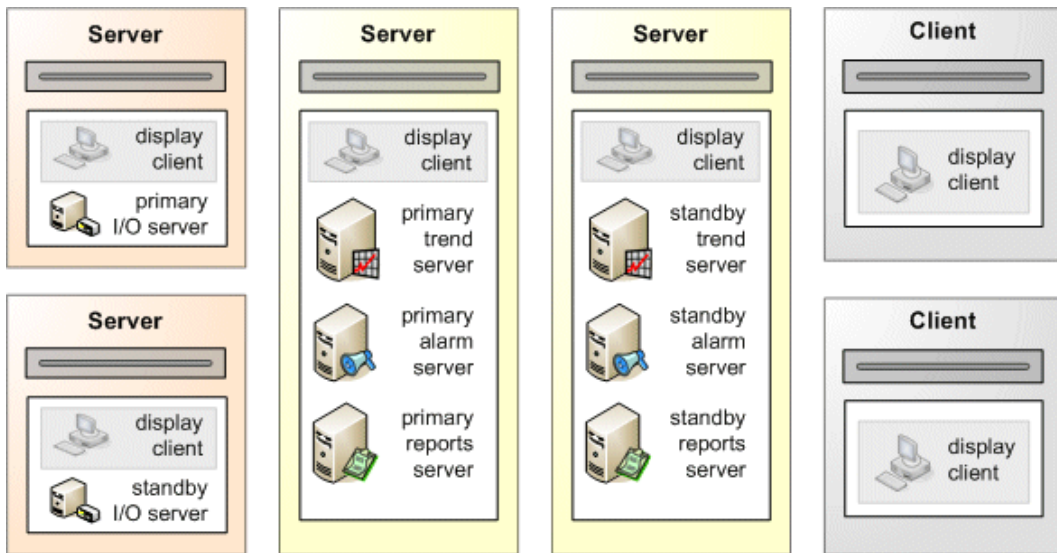 Server
display
client
primary
I/O server
Server
display
client
standby
I/O server
Server
display
client
primary
trend
server
primary
alarm
server
primary
reports
server
Server
display
client
standby
trend
server
standby
alarm
server
standby
reports
server
Client
display
client
Client
display
client